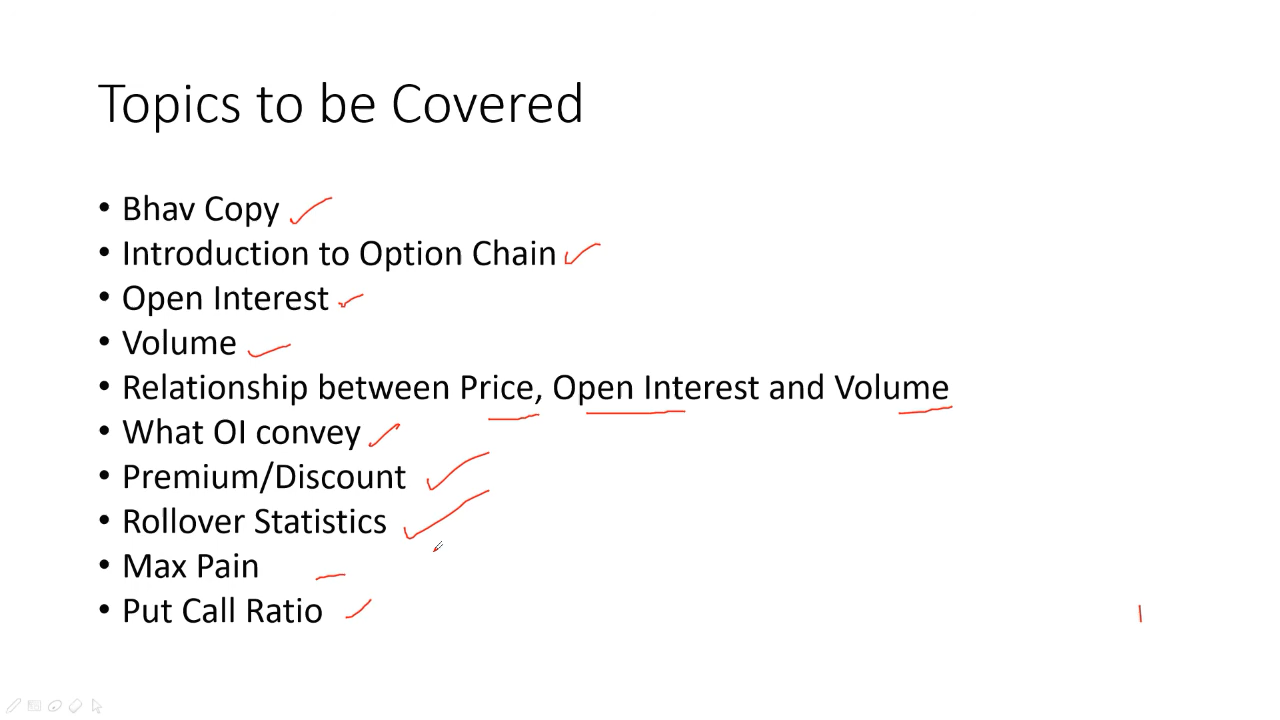 Topics to be Covered
• Bhav Copy
• Introduction to Option Chain
• Open Interest
• Volume
• Relationship between Price, Open Interest and Volume
• What OI convey
• Premium/Discount
• Rollover Statistics
• Max Pain
• Put Call Ratio